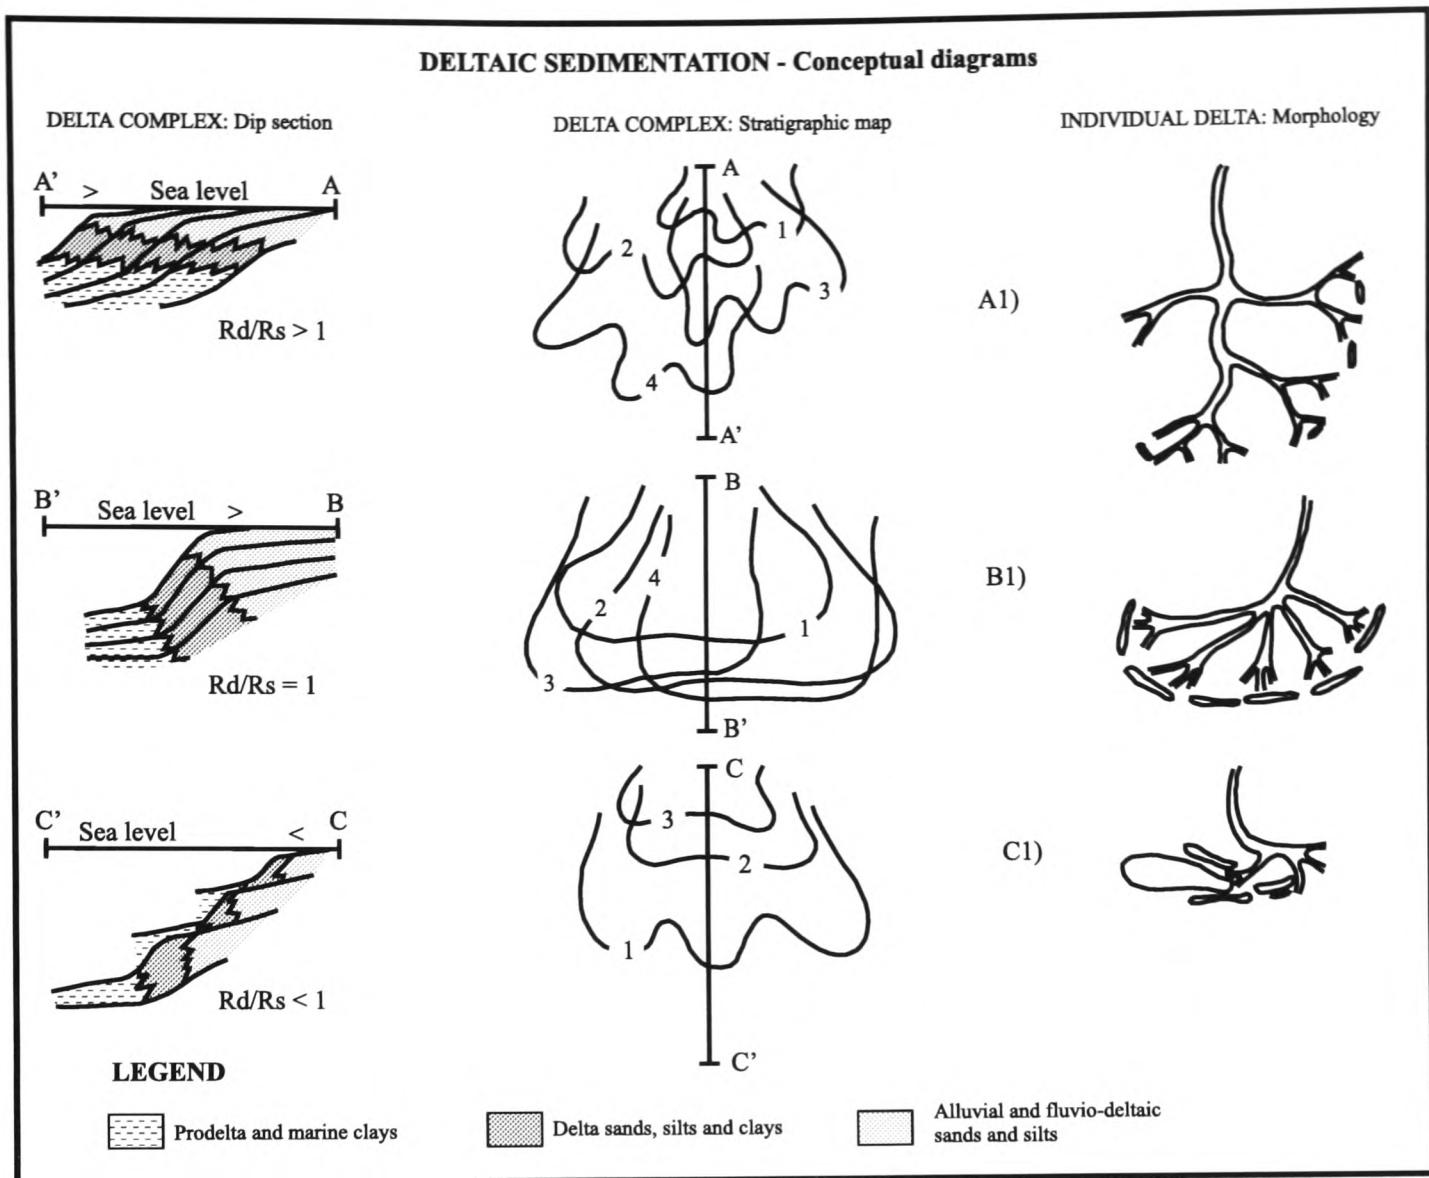 DELTAIC SEDIMENTATION - Conceptual diagrams
DELTA COMPLEX: Dip section
DELTA COMPLEX: Stratigraphic map
INDIVIDUAL DELTA: Morphology
A' > Sea level A
Rd/Rs > 1
A
1
2
3
4
A'
A1)
B' Sea level > B
Rd/Rs = 1
B
4
2
1
3
B'
B1)
C' Sea level < C
Rd/Rs < 1
C
3
2
1
C'
C1)
LEGEND
Prodelta and marine clays
Delta sands, silts and clays
Alluvial and fluvio-deltaic
sands and silts